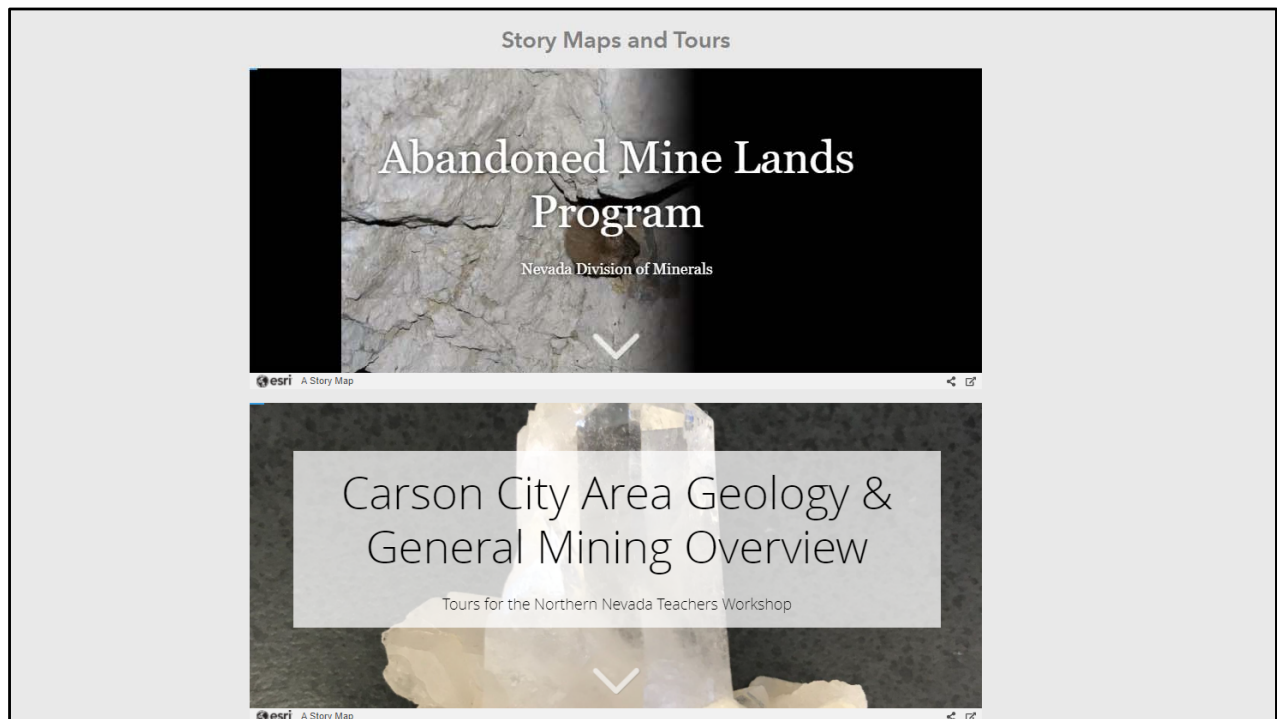 Story Maps and Tours
Abandoned Mine Lands
Program
Nevada Division of Minerals
esri A Story Map
Carson City Area Geology &
General Mining Overview
Tours for the Northern Nevada Teachers Workshop
esri A Story Map